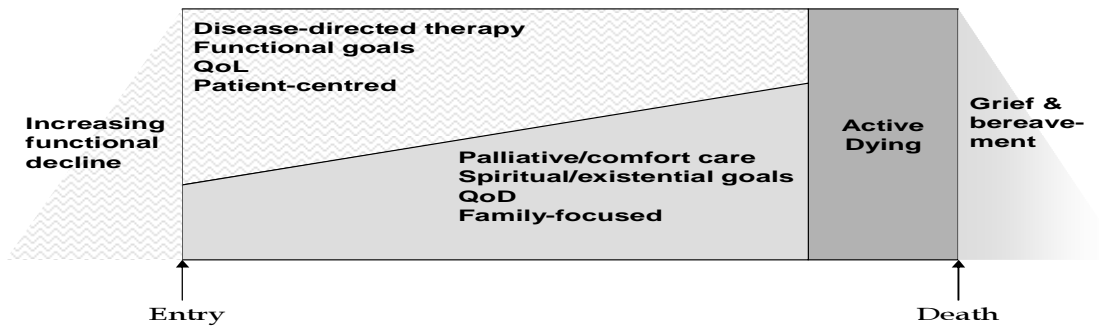 Disease-directed therapy
Functional goals
QoL
Patient-centred
Increasing
functional
decline
Palliative/comfort care
Spiritual/existential goals
QoD
Family-focused
Active
Dying
Grief &
bereave-
ment
Entry
Death